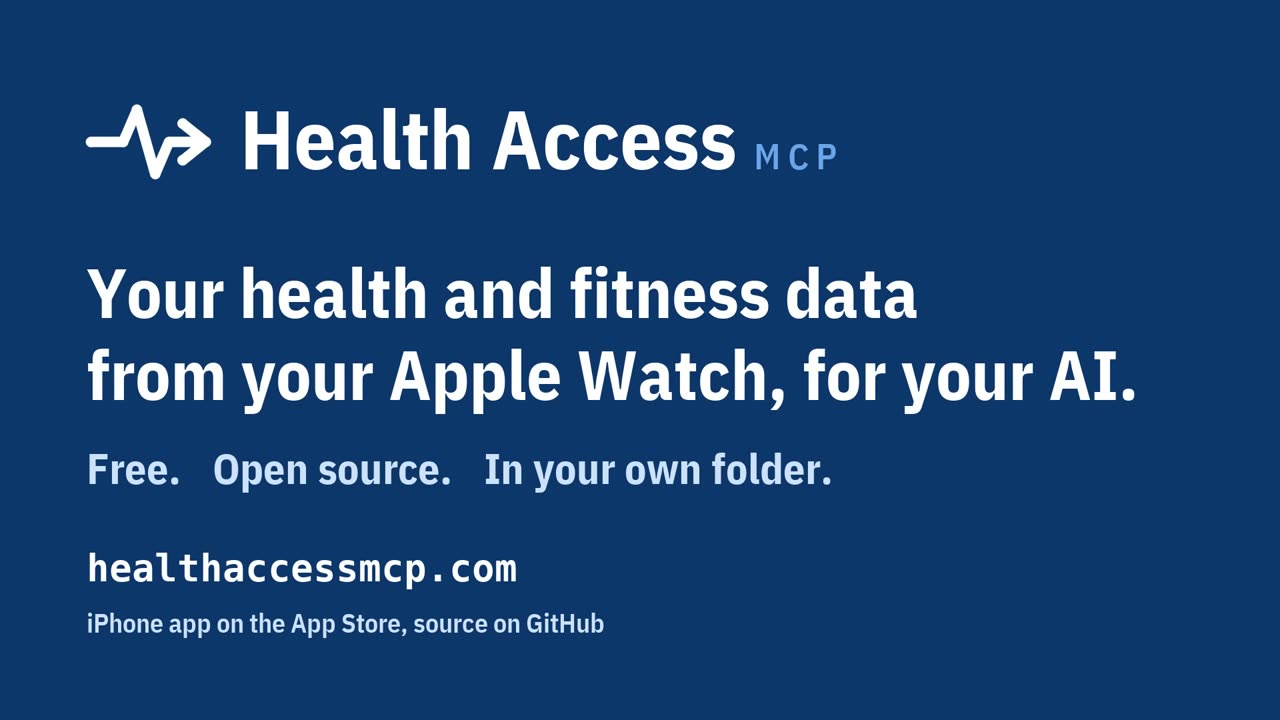 Health Access MCP
Your health and fitness data
from your Apple Watch, for your AI.
Free. Open source. In your own folder.
healthaccessmcp.com
iPhone app on the App Store, source on GitHub